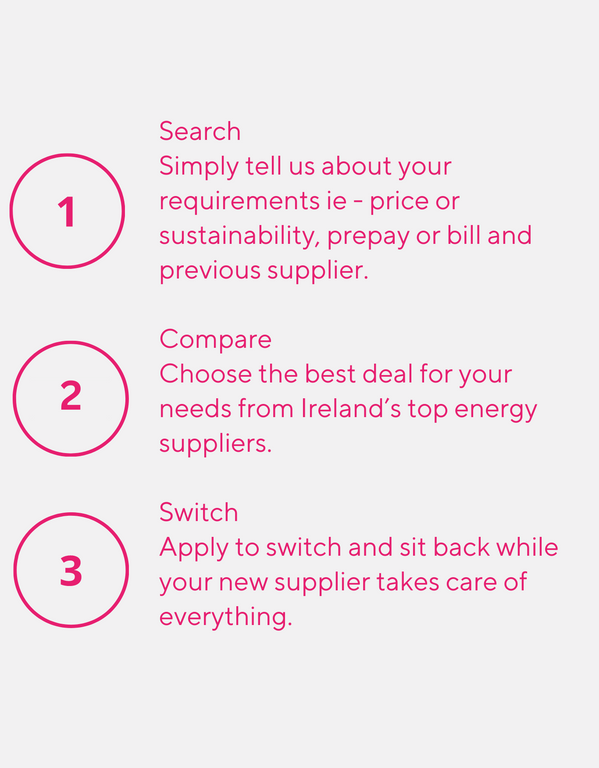 1
Search
Simply tell us about your
requirements ie - price or
sustainability, prepay or bill and
previous supplier.
2
Compare
Choose the best deal for your
needs from Ireland’s top energy
suppliers.
3
Switch
Apply to switch and sit back while
your new supplier takes care of
everything.